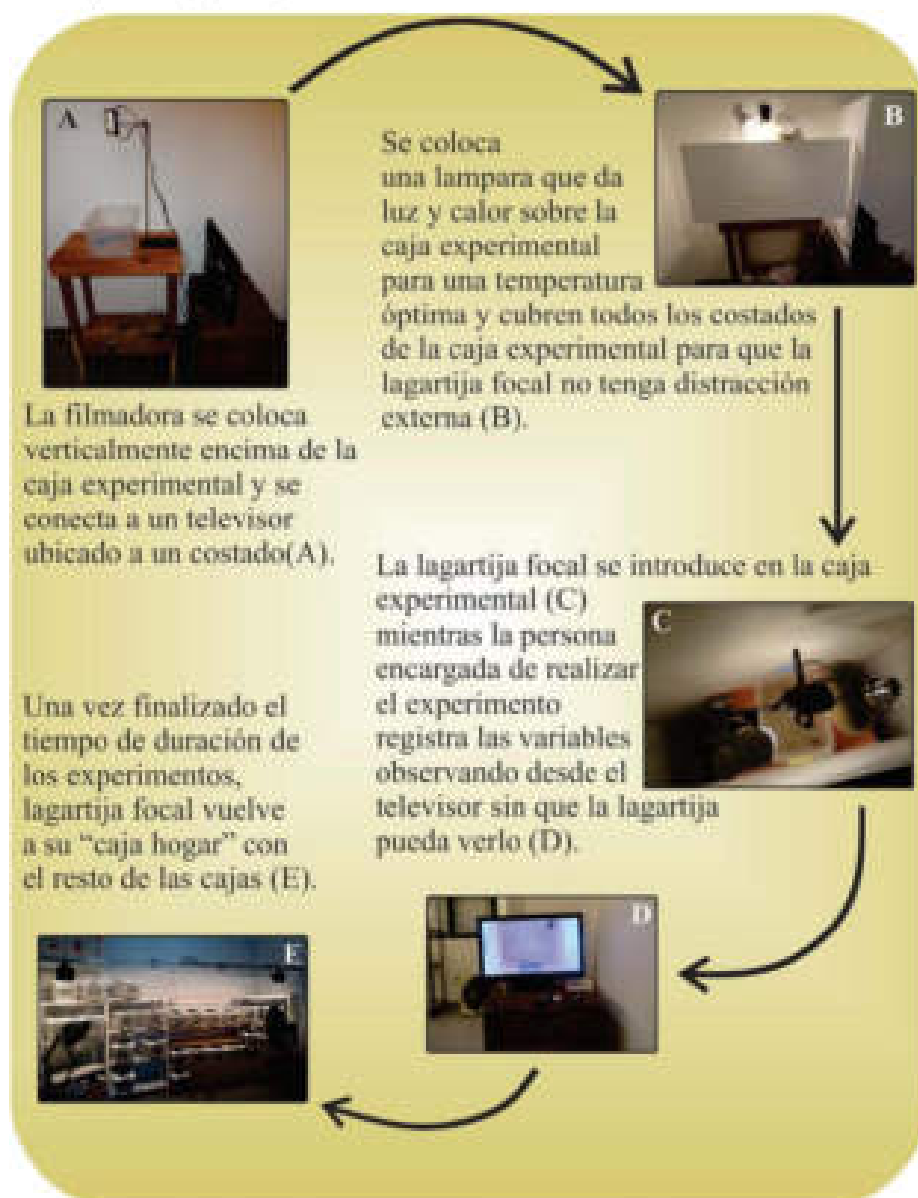 A
La filmadora se coloca
verticalmente encima de la
caja experimental y se
conecta a un televisor
ubicado a un costado(A).
B
Se coloca
una lampara que da
luz y calor sobre la
caja experimental
para una temperatura
óptima y cubren todos los costados
de la caja experimental para que la
lagartija focal no tenga distracción
externa (B).
La lagartija focal se introduce en la caja
experimental (C)
mientras la persona
encargada de realizar
el experimento
registra las variables
observando desde el
televisor sin que la lagartija
pueda verlo (D).
C
D
Una vez finalizado el
tiempo de duración de
los experimentos,
lagartija focal vuelve
a su “caja hogar” con
el resto de las cajas (E).
E